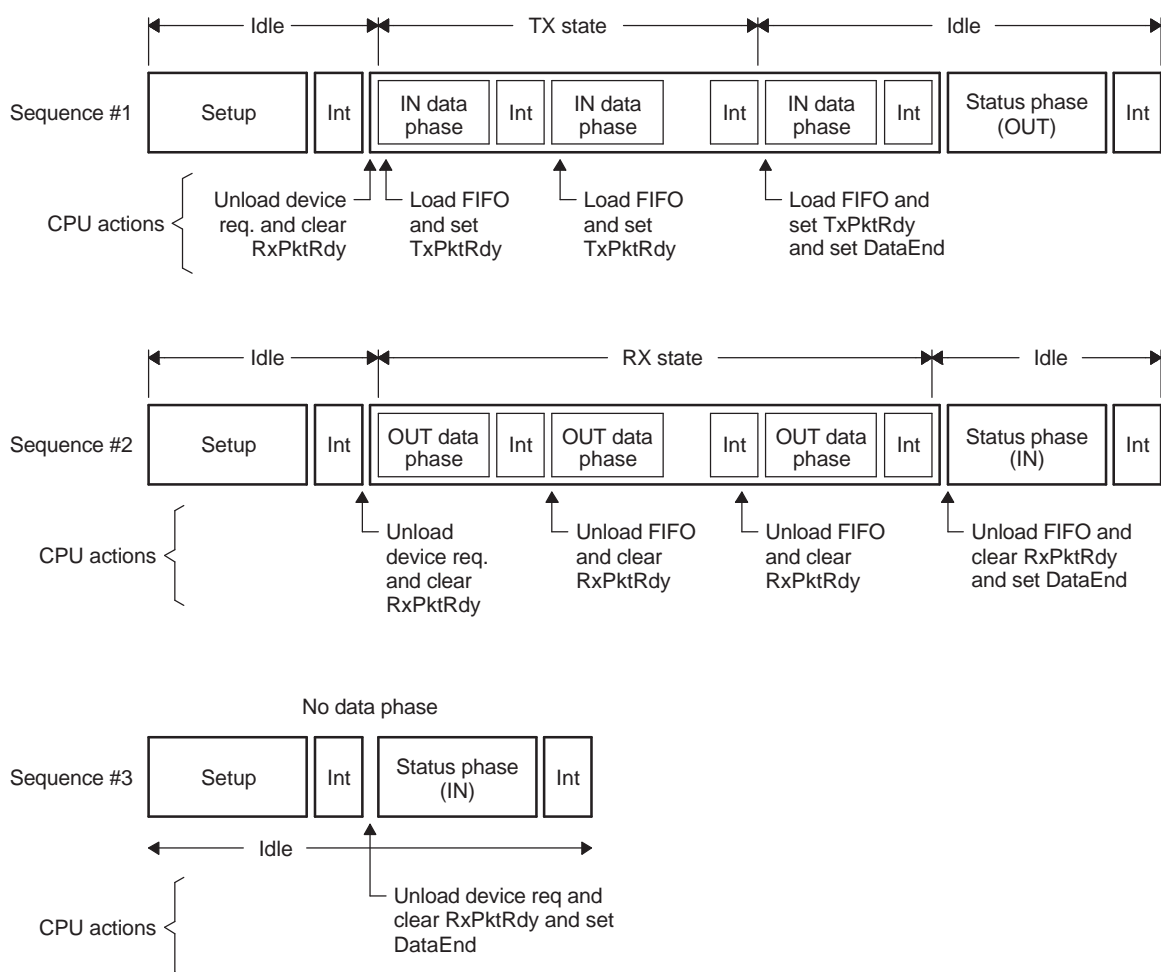 Idle
TX state
Idle
Sequence #1
Setup
Int
IN data
phase
Int
IN data
phase
Int
IN data
phase
Int
Status phase
(OUT)
Int
CPU actions
Unload device
req. and clear
RxPktRdy
Load FIFO
and set
TxPktRdy
Load FIFO
and set
TxPktRdy
Load FIFO and
set TxPktRdy
and set DataEnd
Idle
RX state
Idle
Sequence #2
Setup
Int
OUT data
phase
Int
OUT data
phase
Int
OUT data
phase
Int
Status phase
(IN)
Int
CPU actions
Unload
device req.
and clear
RxPktRdy
Unload FIFO
and clear
RxPktRdy
Unload FIFO
and clear
RxPktRdy
Unload FIFO and
clear RxPktRdy
and set DataEnd
No data phase
Sequence #3
Setup
Int
Status phase
(IN)
Int
Idle
CPU actions
Unload device req and
clear RxPktRdy and set
DataEnd